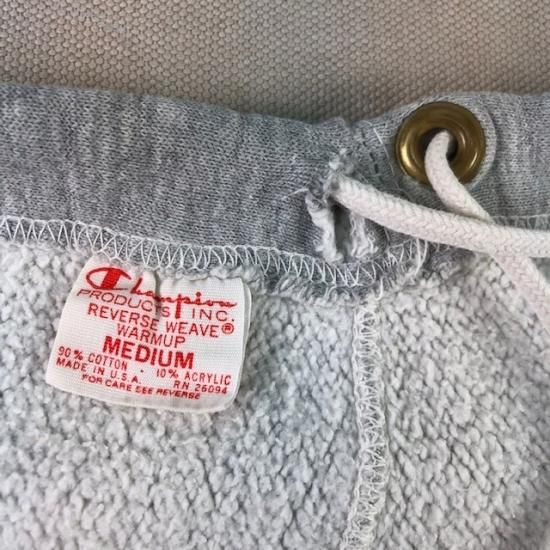 Champion
PRODUCTS INC.
REVERSE WEAVE®
WARMUP
MEDIUM
90% COTTON · 10% ACRYLIC
MADE IN U.S.A. RN 26094
FOR CARE SEE REVERSE